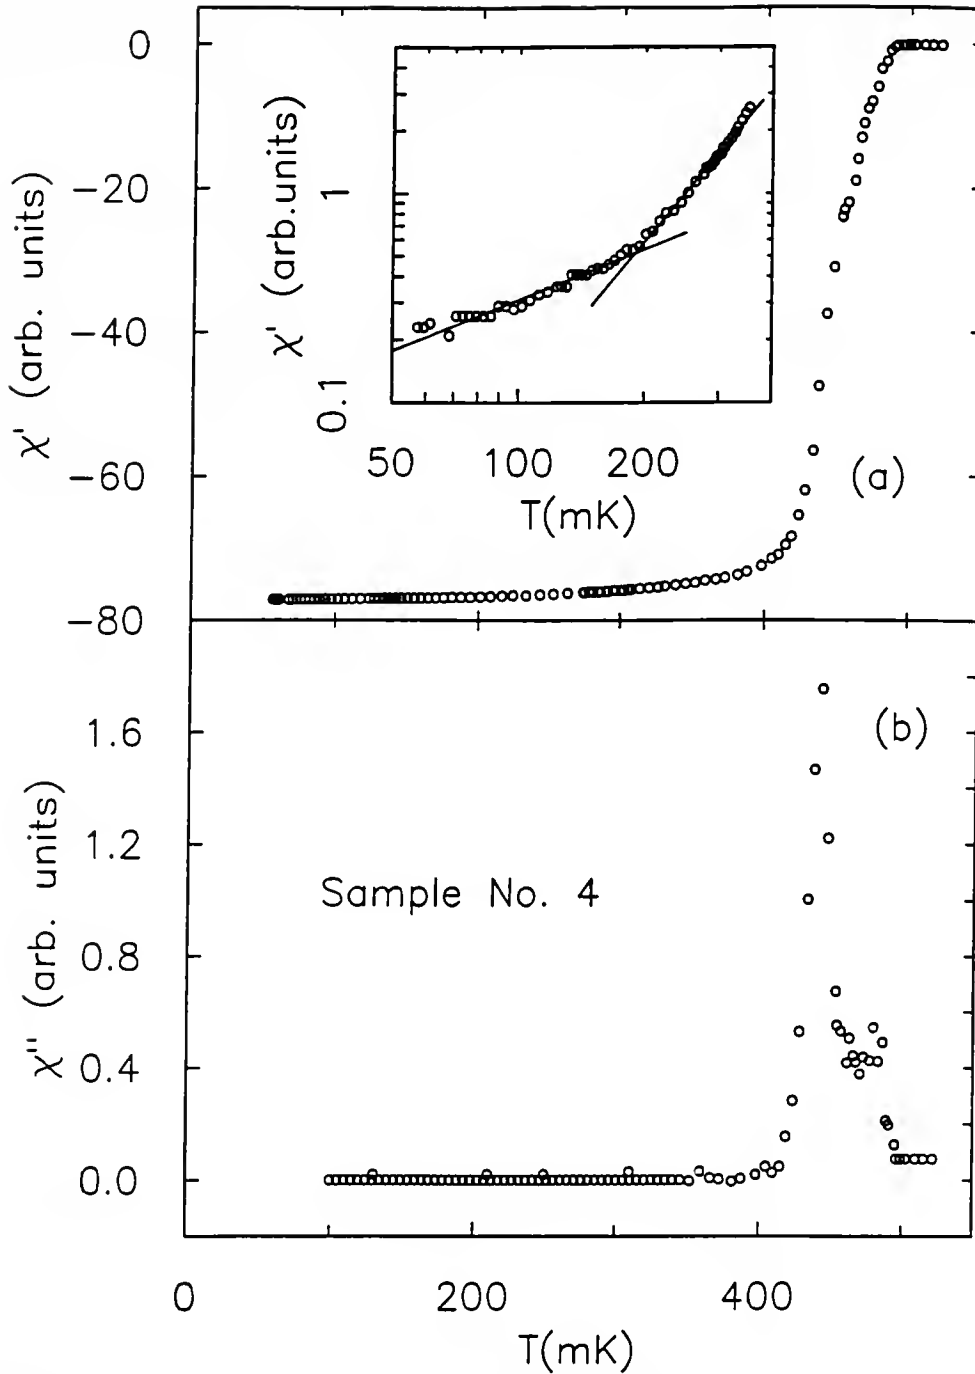 0
−20
−40
−60
−80
χ' (arb. units)
χ' (arb.units)
1
0.1
50 100 200
T(mK)
(a)
1.6
1.2
0.8
0.4
0.0
χ'' (arb. units)
(b)
Sample No. 4
0 200 400
T(mK)